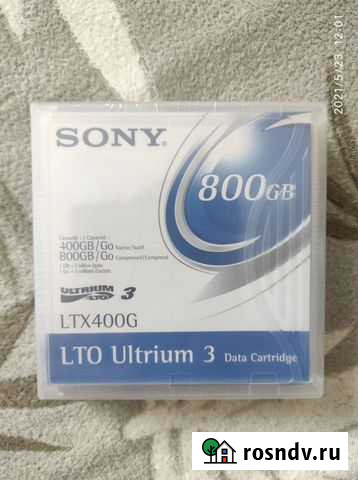 2021/5/23 12:01
SONY®
800GB
400GB/Go
800GB/Go
ULTRIUM LTO 3
LTX400G
LTO Ultrium 3 Data Cartridge
rosndv.ru